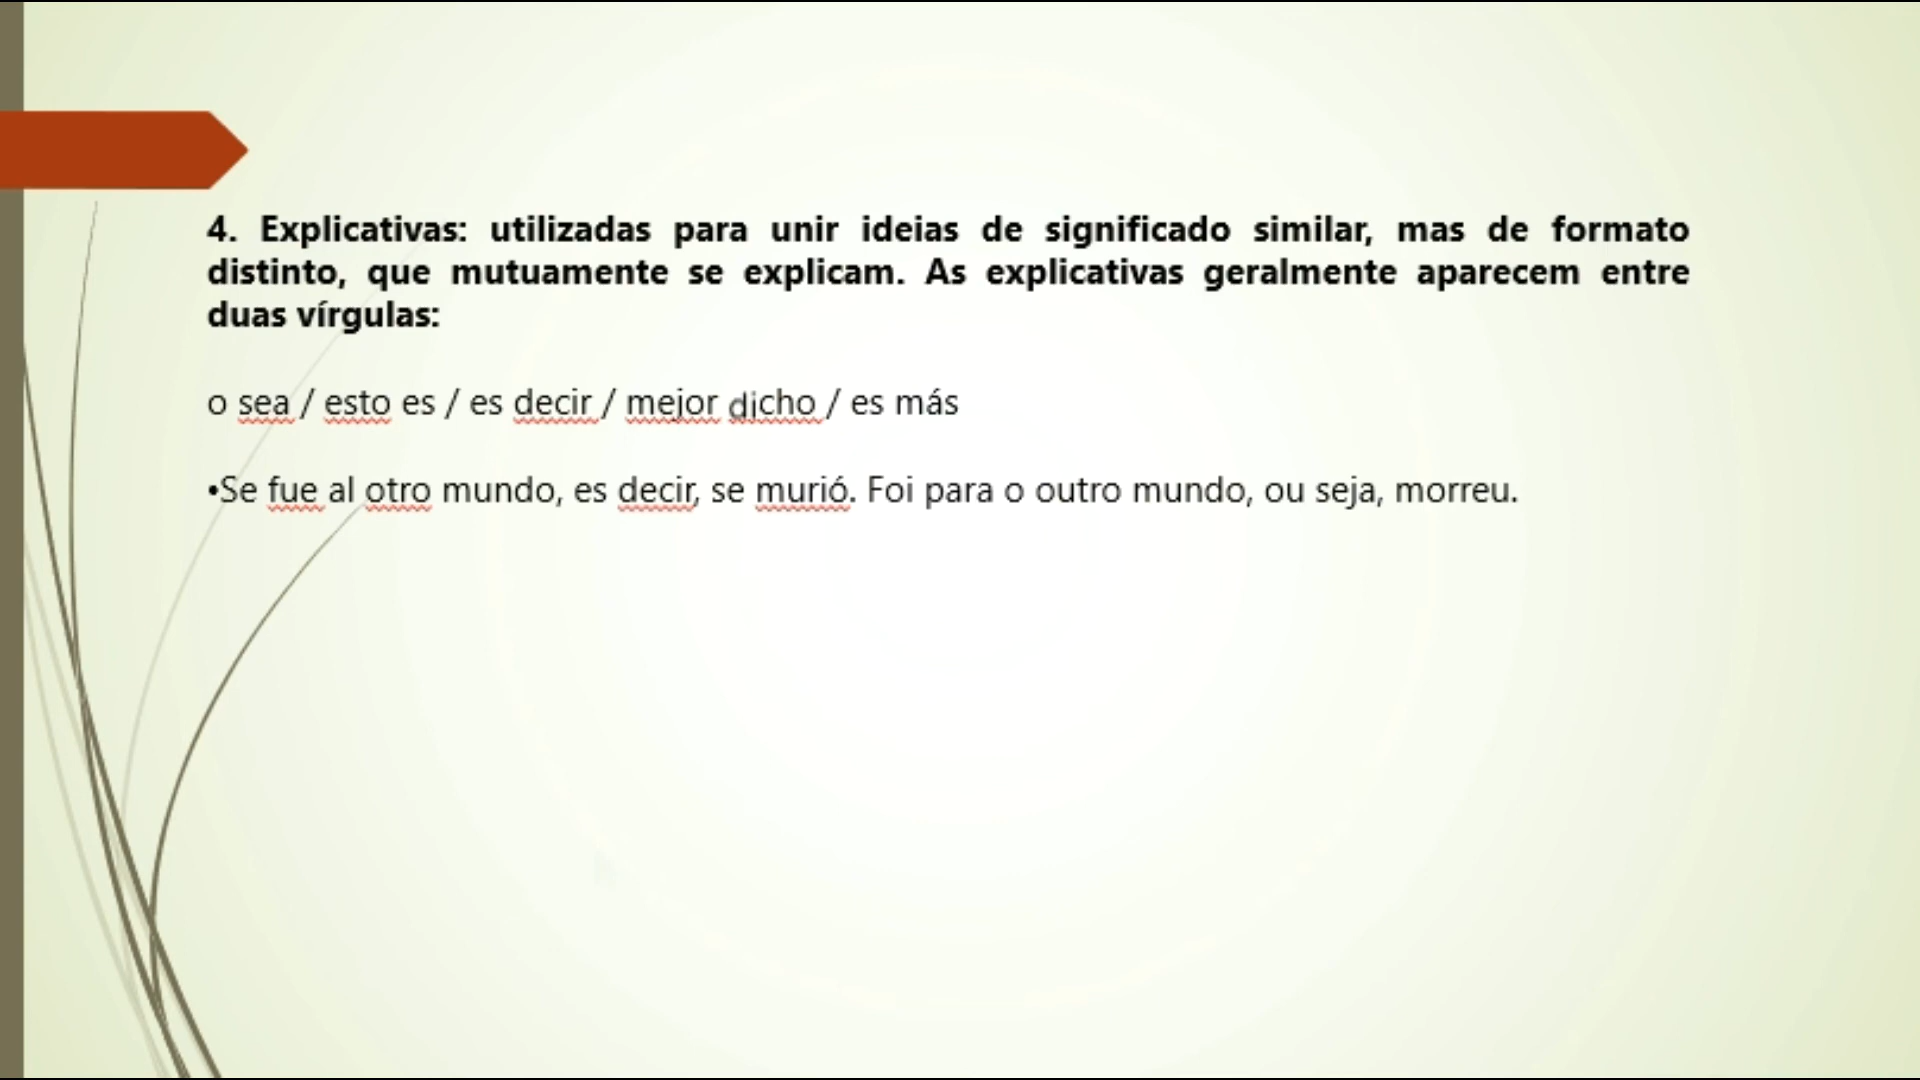 4. Explicativas: utilizadas para unir ideias de significado similar, mas de formato
distinto, que mutuamente se explicam. As explicativas geralmente aparecem entre
duas vírgulas:
o sea / esto es / es decir / mejor dicho / es más
•Se fue al otro mundo, es decir, se murió. Foi para o outro mundo, ou seja, morreu.